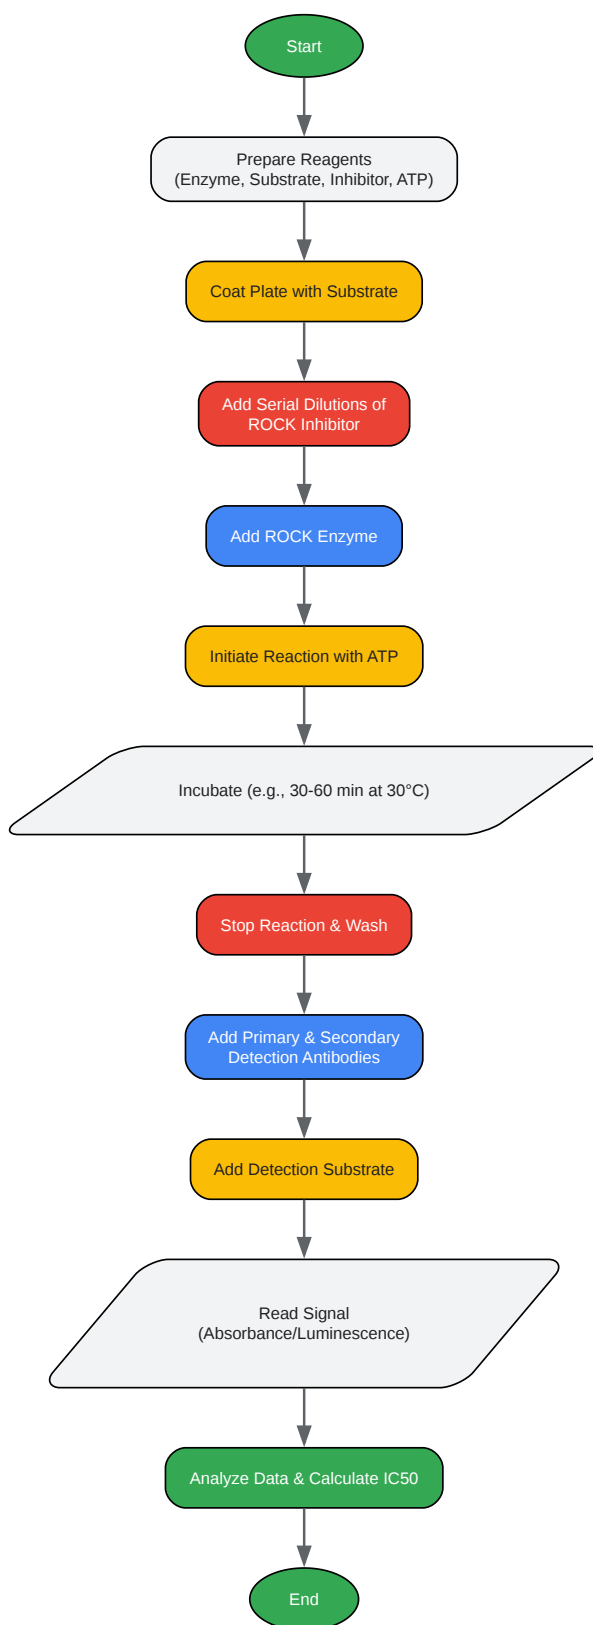 Start
Prepare Reagents
(Enzyme, Substrate, Inhibitor, ATP)
Coat Plate with Substrate
Add Serial Dilutions of
ROCK Inhibitor
Add ROCK Enzyme
Initiate Reaction with ATP
Incubate (e.g., 30-60 min at 30°C)
Stop Reaction & Wash
Add Primary & Secondary
Detection Antibodies
Add Detection Substrate
Read Signal
(Absorbance/Luminescence)
Analyze Data & Calculate IC50
End